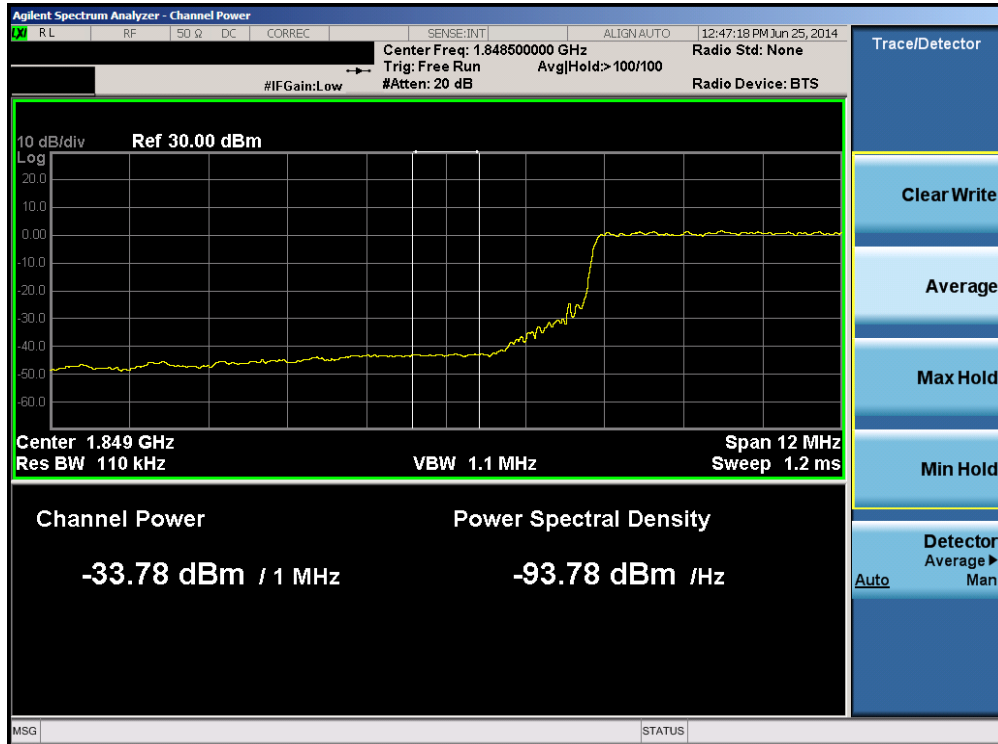 Agilent Spectrum Analyzer - Channel Power
LXI RL RF 50 Ω DC CORREC SENSE:INT ALIGN AUTO 12:47:18 PM Jun 25, 2014
Center Freq: 1.848500000 GHz Radio Std: None
Trig: Free Run Avg|Hold:>100/100
#IFGain:Low #Atten: 20 dB Radio Device: BTS
10 dB/div Ref 30.00 dBm
Log
20.0
10.0
0.00
-10.0
-20.0
-30.0
-40.0
-50.0
-60.0
Center 1.849 GHz Span 12 MHz
Res BW 110 kHz VBW 1.1 MHz Sweep 1.2 ms
Channel Power Power Spectral Density
-33.78 dBm / 1 MHz -93.78 dBm /Hz
MSG STATUS
Trace/Detector
Clear Write
Average
Max Hold
Min Hold
Detector
Average►
Auto Man